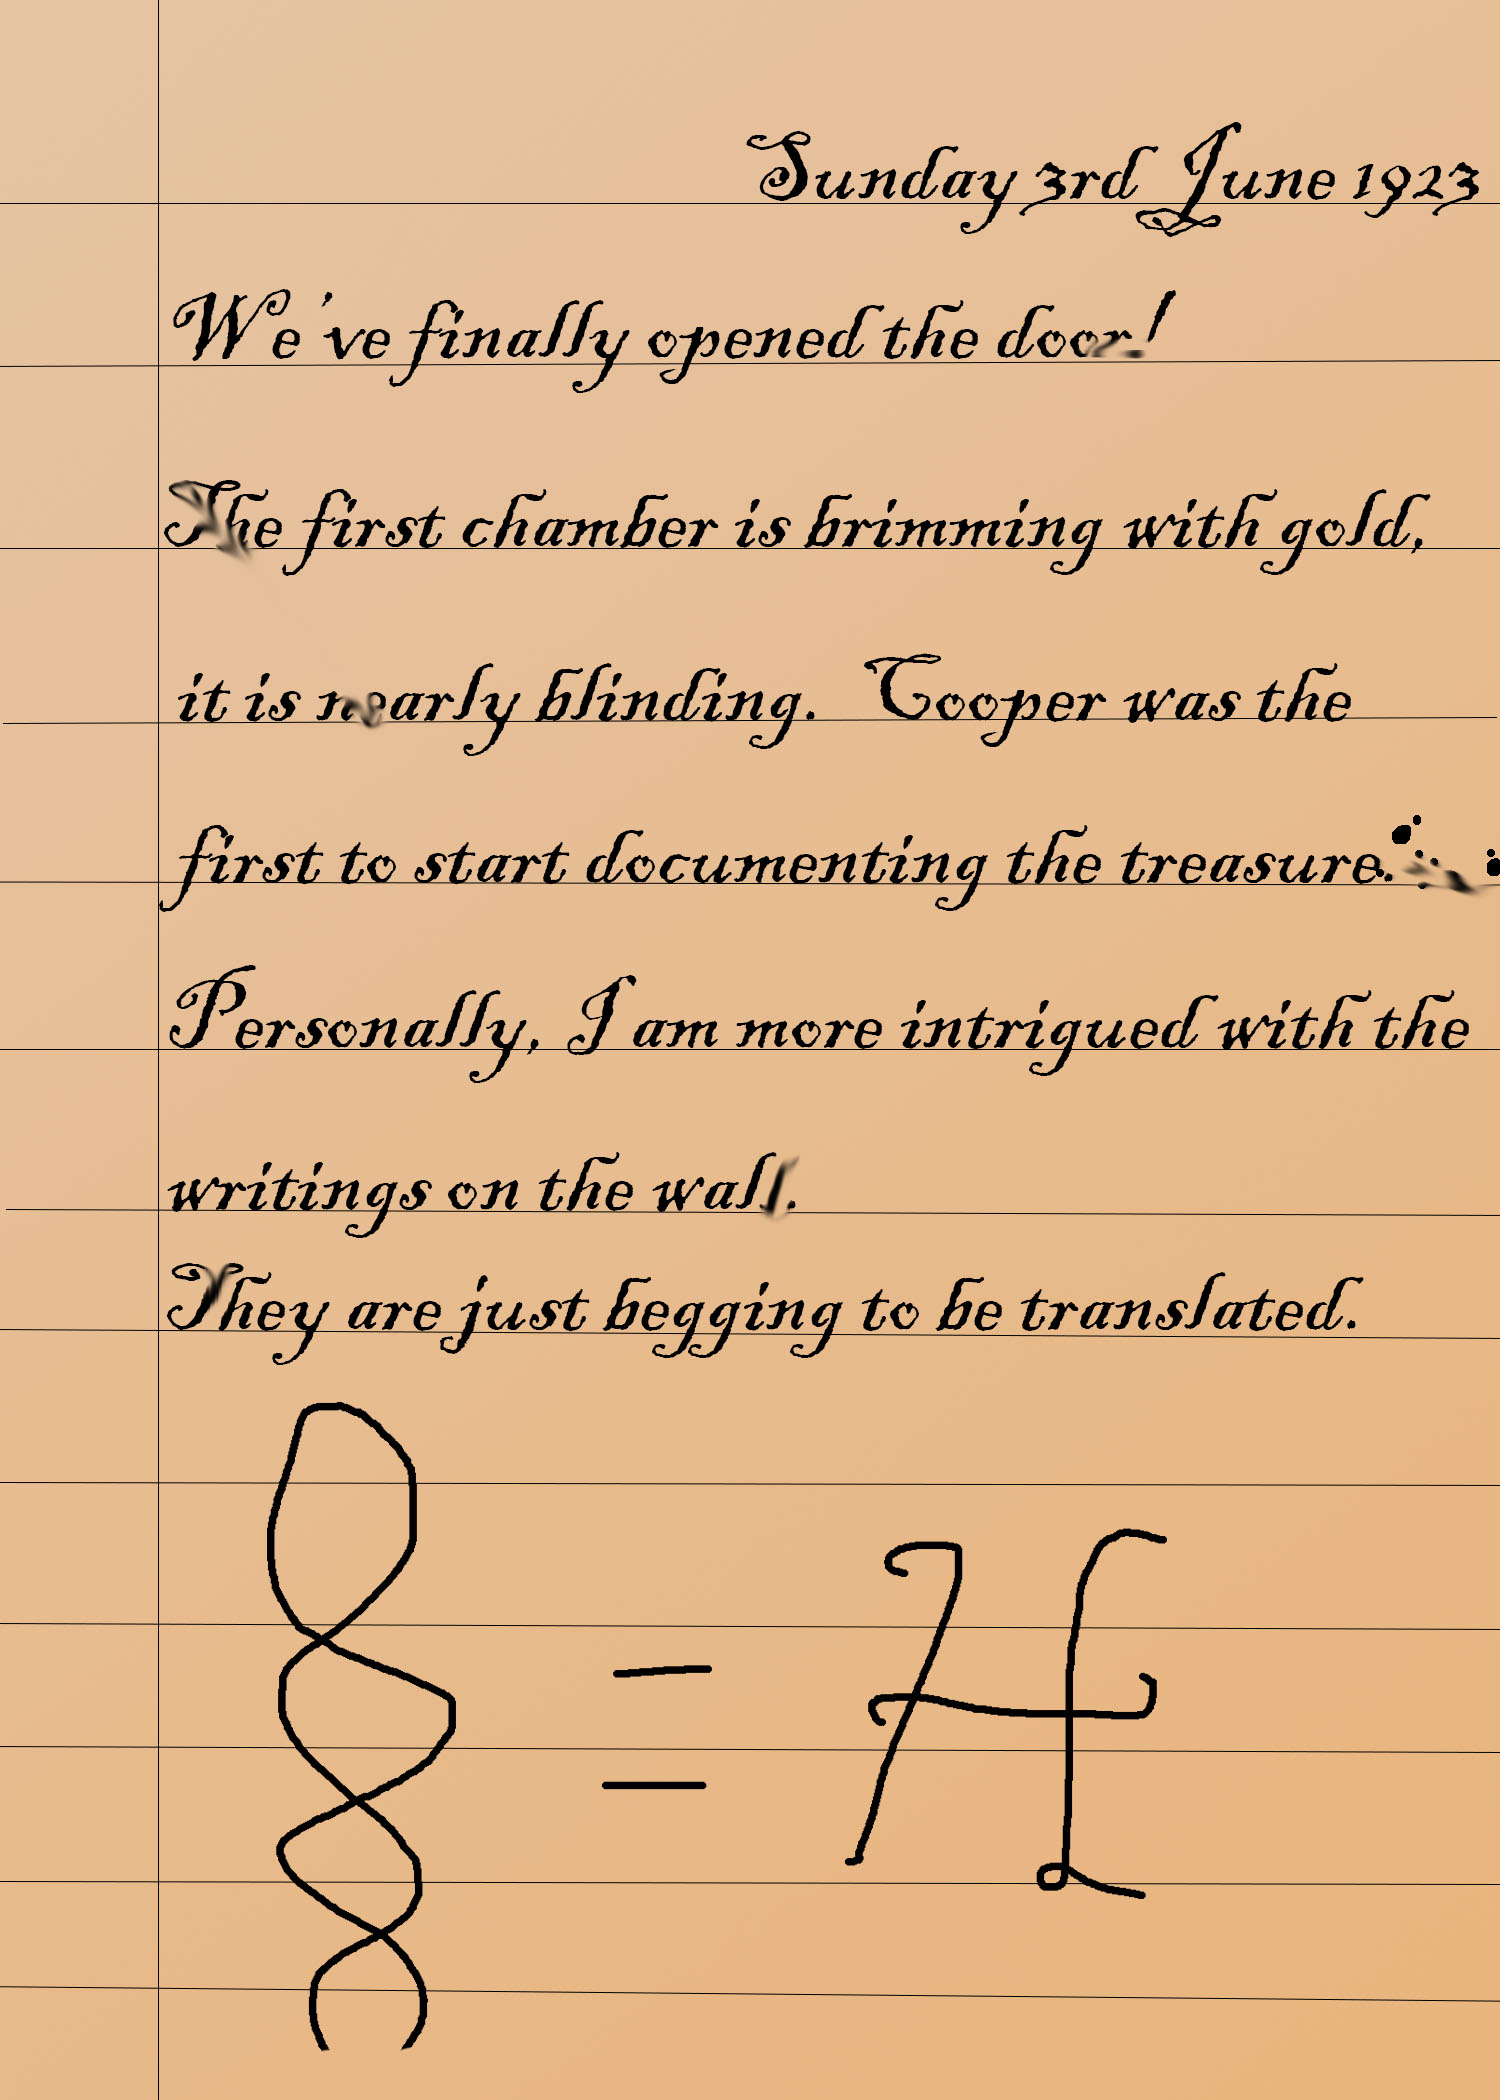 Sunday 3rd June 1923
We've finally opened the door!
The first chamber is brimming with gold,
it is nearly blinding. Cooper was the
first to start documenting the treasure.
Personally, I am more intrigued with the
writings on the wall.
They are just begging to be translated.
= H